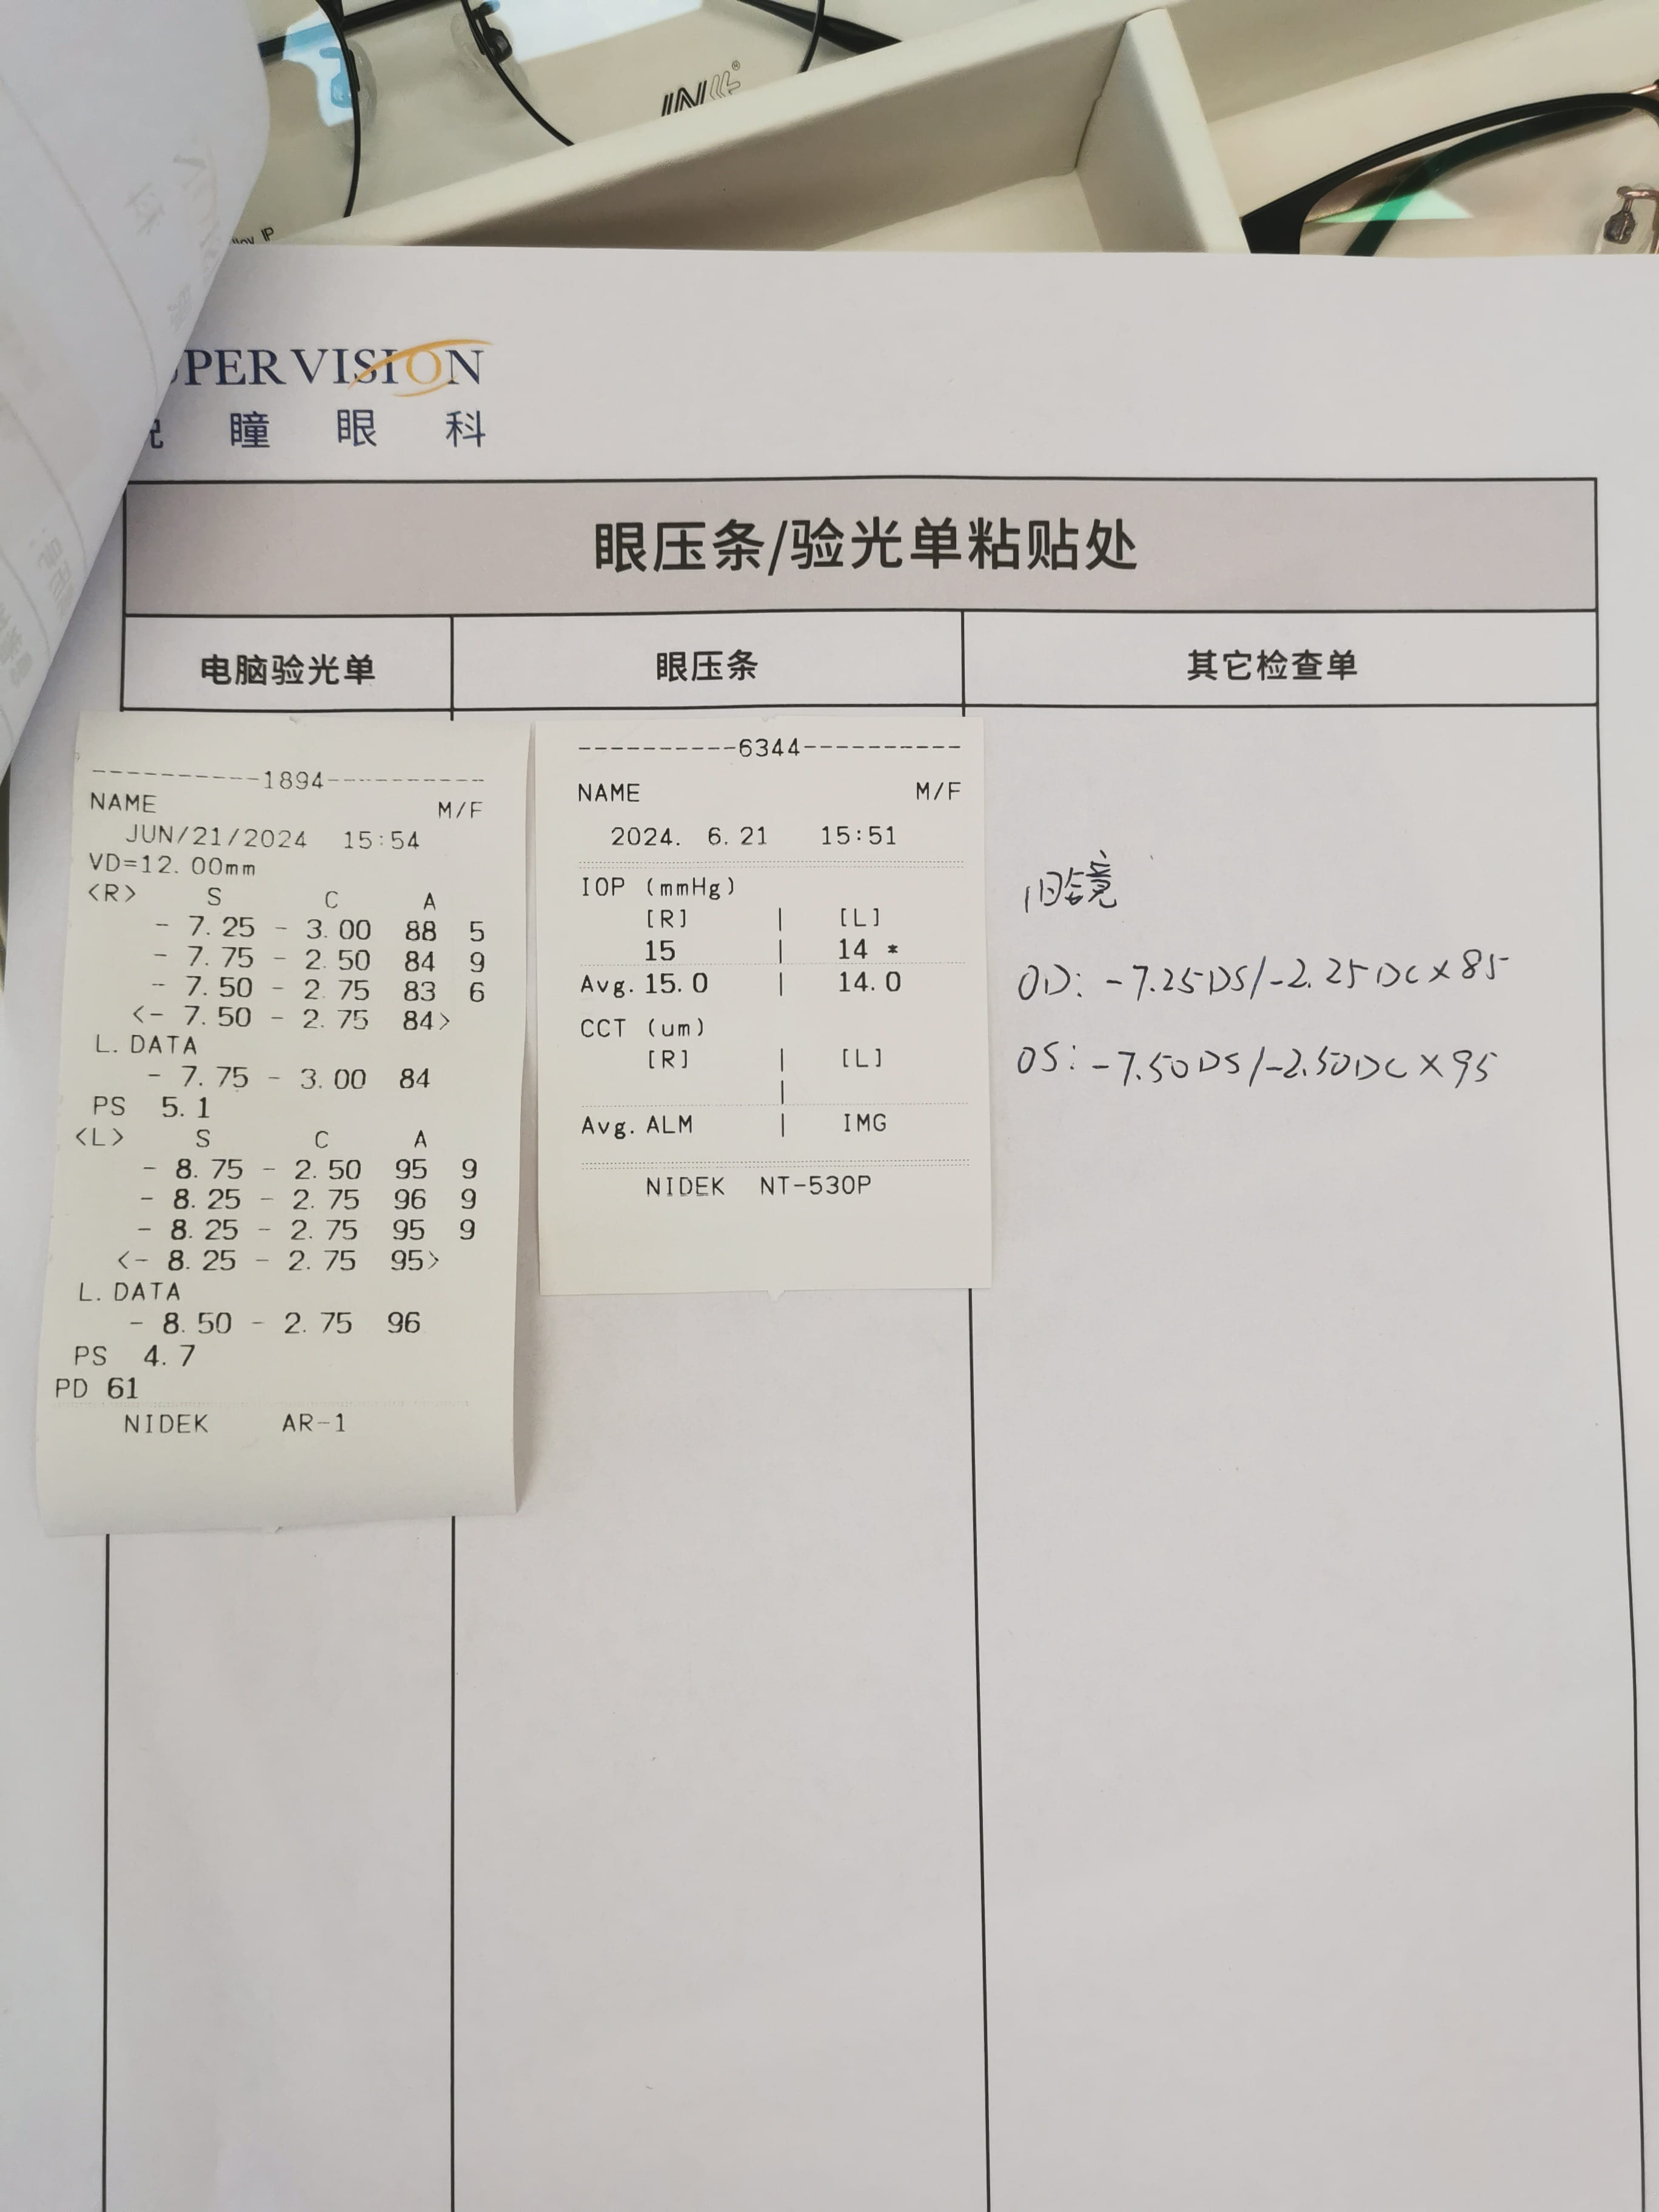 IP
PER VISION
瞳 眼 科
眼压条/验光单粘贴处
电脑验光单 眼压条 其它检查单
----------1894----------
NAME M/F
JUN/21/2024 15:54
VD=12.00mm
<R> S C A
- 7.25 - 3.00 88 5
- 7.75 - 2.50 84 9
- 7.50 - 2.75 83 6
<- 7.50 - 2.75 84>
L. DATA
- 7.75 - 3.00 84
PS 5.1
<L> S C A
- 8.75 - 2.50 95 9
- 8.25 - 2.75 96 9
- 8.25 - 2.75 95 9
<- 8.25 - 2.75 95>
L. DATA
- 8.50 - 2.75 96
PS 4.7
PD 61
NIDEK AR-1
----------6344----------
NAME M/F
2024. 6.21 15:51
IOP (mmHg)
[R] | [L]
15 | 14 *
Avg. 15.0 | 14.0
CCT (um)
[R] | [L]
|
Avg. ALM | IMG
NIDEK NT-530P
旧镜
OD: -7.25DS/-2.25DC×85
OS: -7.50DS/-2.50DC×95